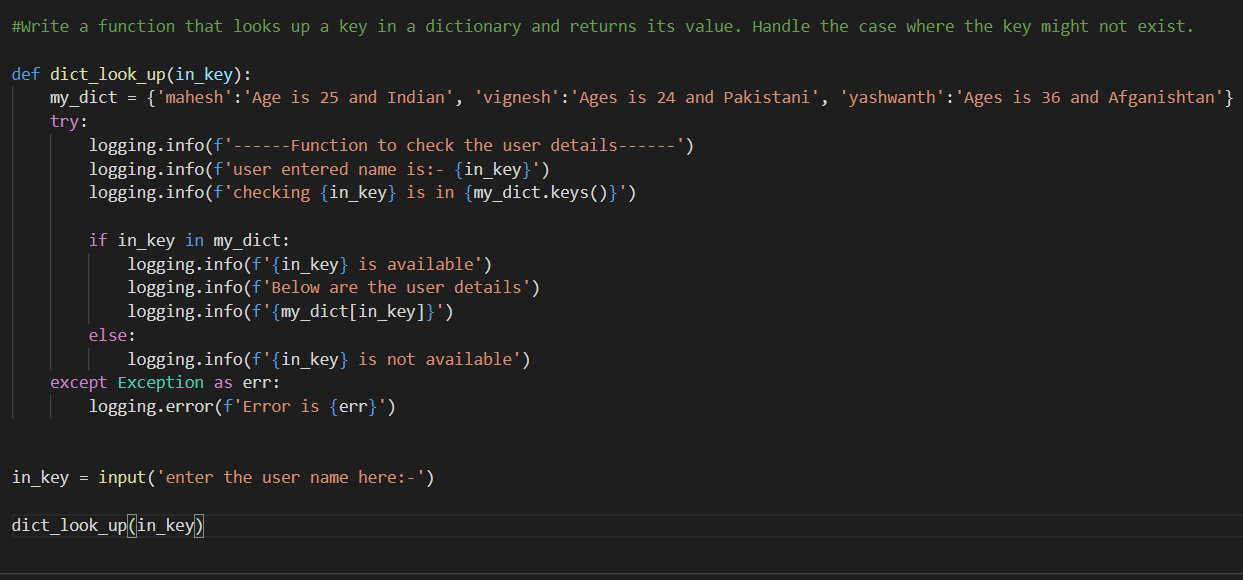 #Write a function that looks up a key in a dictionary and returns its value. Handle the case where the key might not exist.
def dict_look_up(in_key):
    my_dict = {'mahesh':'Age is 25 and Indian', 'vignesh':'Ages is 24 and Pakistani', 'yashwanth':'Ages is 36 and Afganishtan'}
    try:
        logging.info(f'------Function to check the user details------')
        logging.info(f'user entered name is:- {in_key}')
        logging.info(f'checking {in_key} is in {my_dict.keys()}')
        if in_key in my_dict:
            logging.info(f'{in_key} is available')
            logging.info(f'Below are the user details')
            logging.info(f'{my_dict[in_key]}')
        else:
            logging.info(f'{in_key} is not available')
    except Exception as err:
        logging.error(f'Error is {err}')
in_key = input('enter the user name here:-')
dict_look_up(in_key)